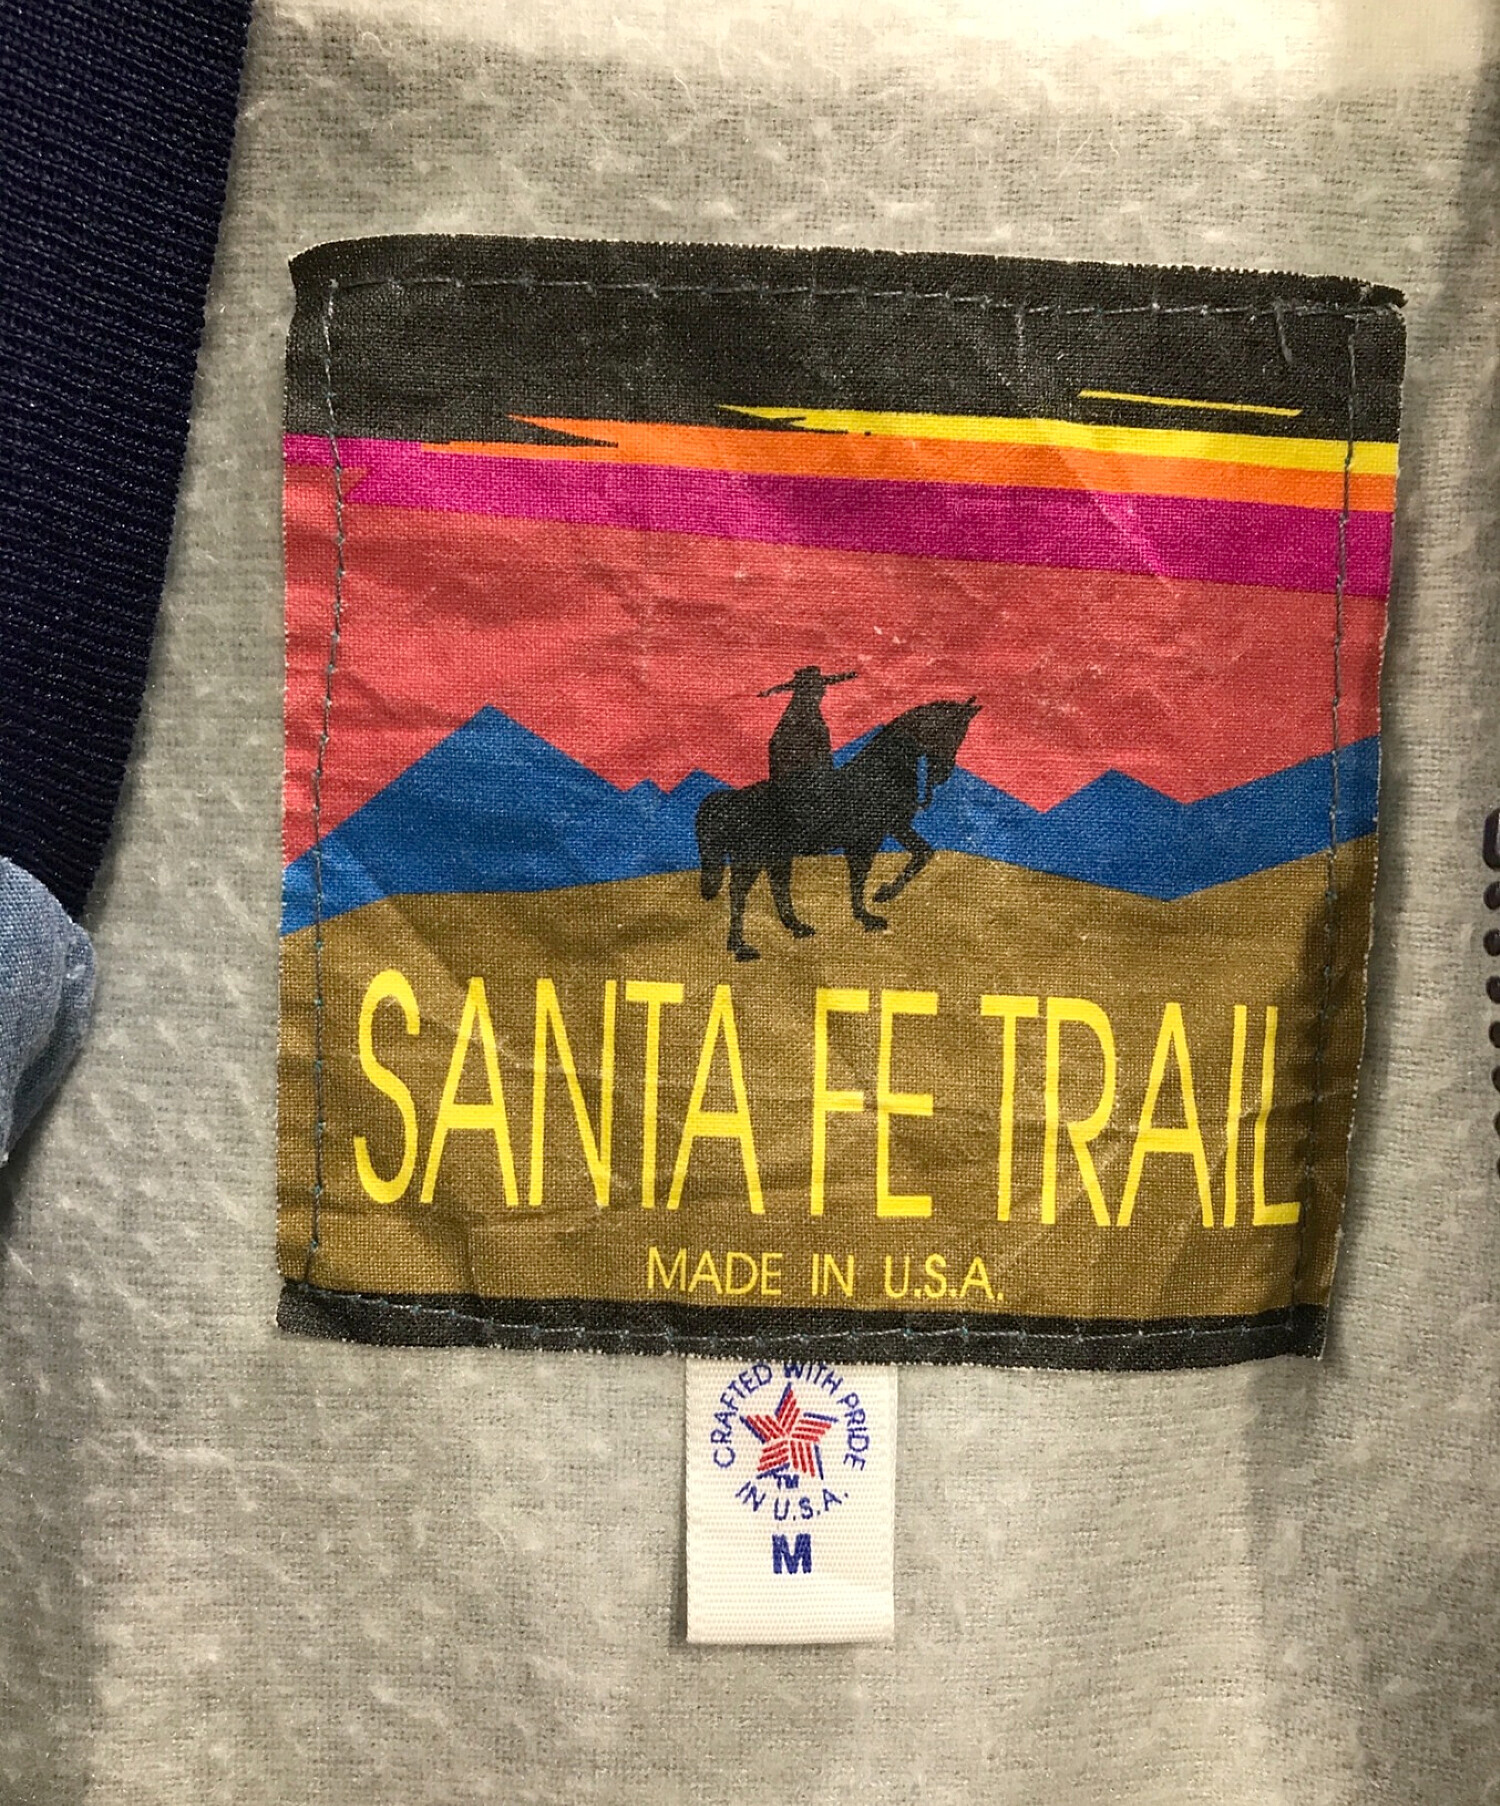 SANTA FE TRAIL
MADE IN U.S.A.
CRAFTED WITH PRIDE
TM
IN U.S.A.
M